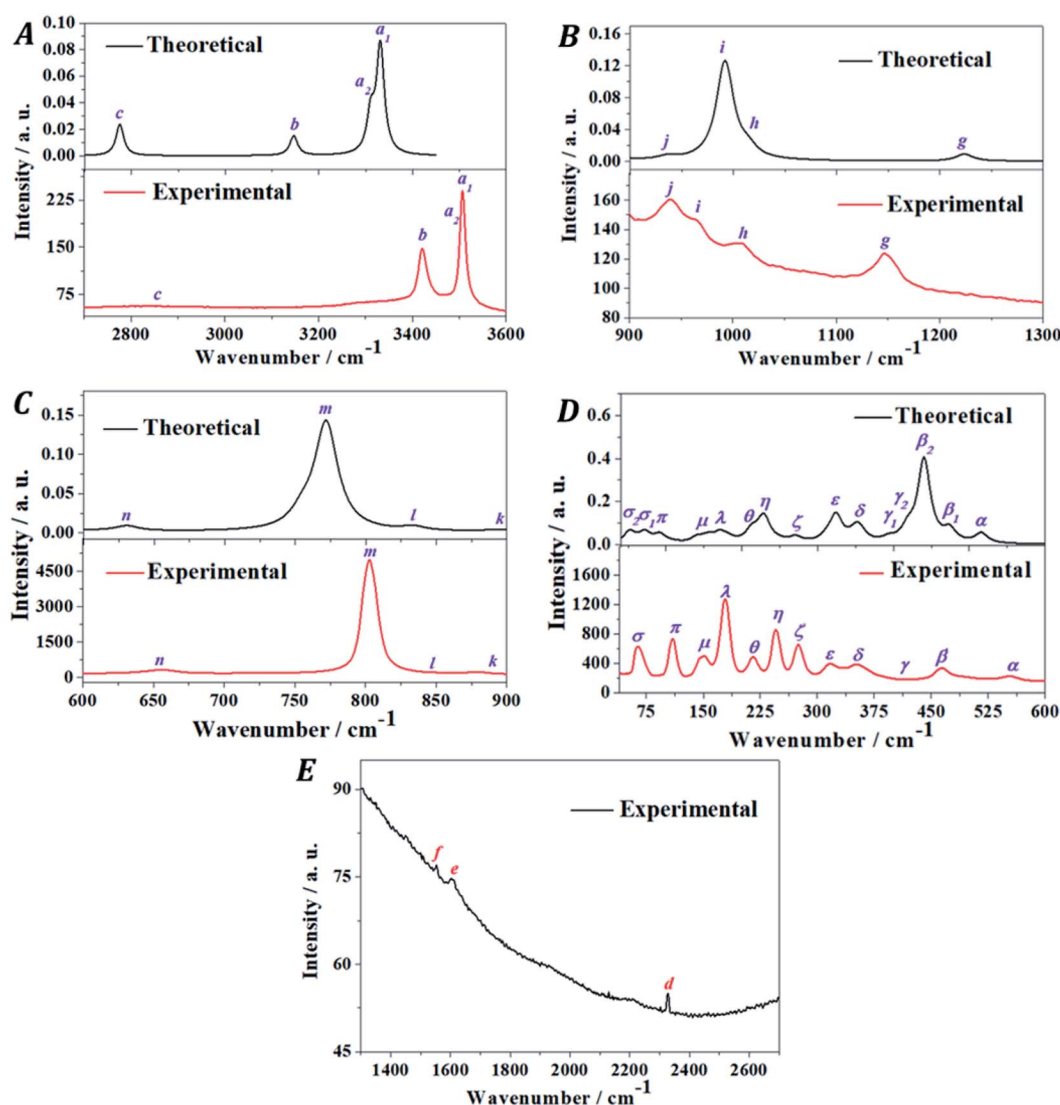 A
Theoretical
a1
a2
b
c
0.10
0.08
0.06
0.04
0.02
0.00
Experimental
a1
a2
b
c
225
150
75
Intensity / a. u.
2800 3000 3200 3400 3600
Wavenumber / cm-1
B
Theoretical
i
h
j
g
0.16
0.12
0.08
0.04
0.00
Experimental
j
i
h
g
160
140
120
100
80
Intensity / a. u.
900 1000 1100 1200 1300
Wavenumber / cm-1
C
Theoretical
m
n
l
k
0.15
0.10
0.05
0.00
Experimental
m
n
l
k
4500
3000
1500
0
Intensity / a. u.
600 650 700 750 800 850 900
Wavenumber / cm-1
D
Theoretical
σ2 σ1 π μ λ θ η ζ ε δ γ1 γ2 β2 β1 α
0.6
0.4
0.2
0.0
Experimental
σ π μ λ θ η ζ ε δ γ β α
1600
1200
800
400
0
Intensity / a. u.
75 150 225 300 375 450 525 600
Wavenumber / cm-1
E
Experimental
f
e
d
90
75
60
45
Intensity / a. u.
1400 1600 1800 2000 2200 2400 2600
Wavenumber / cm-1